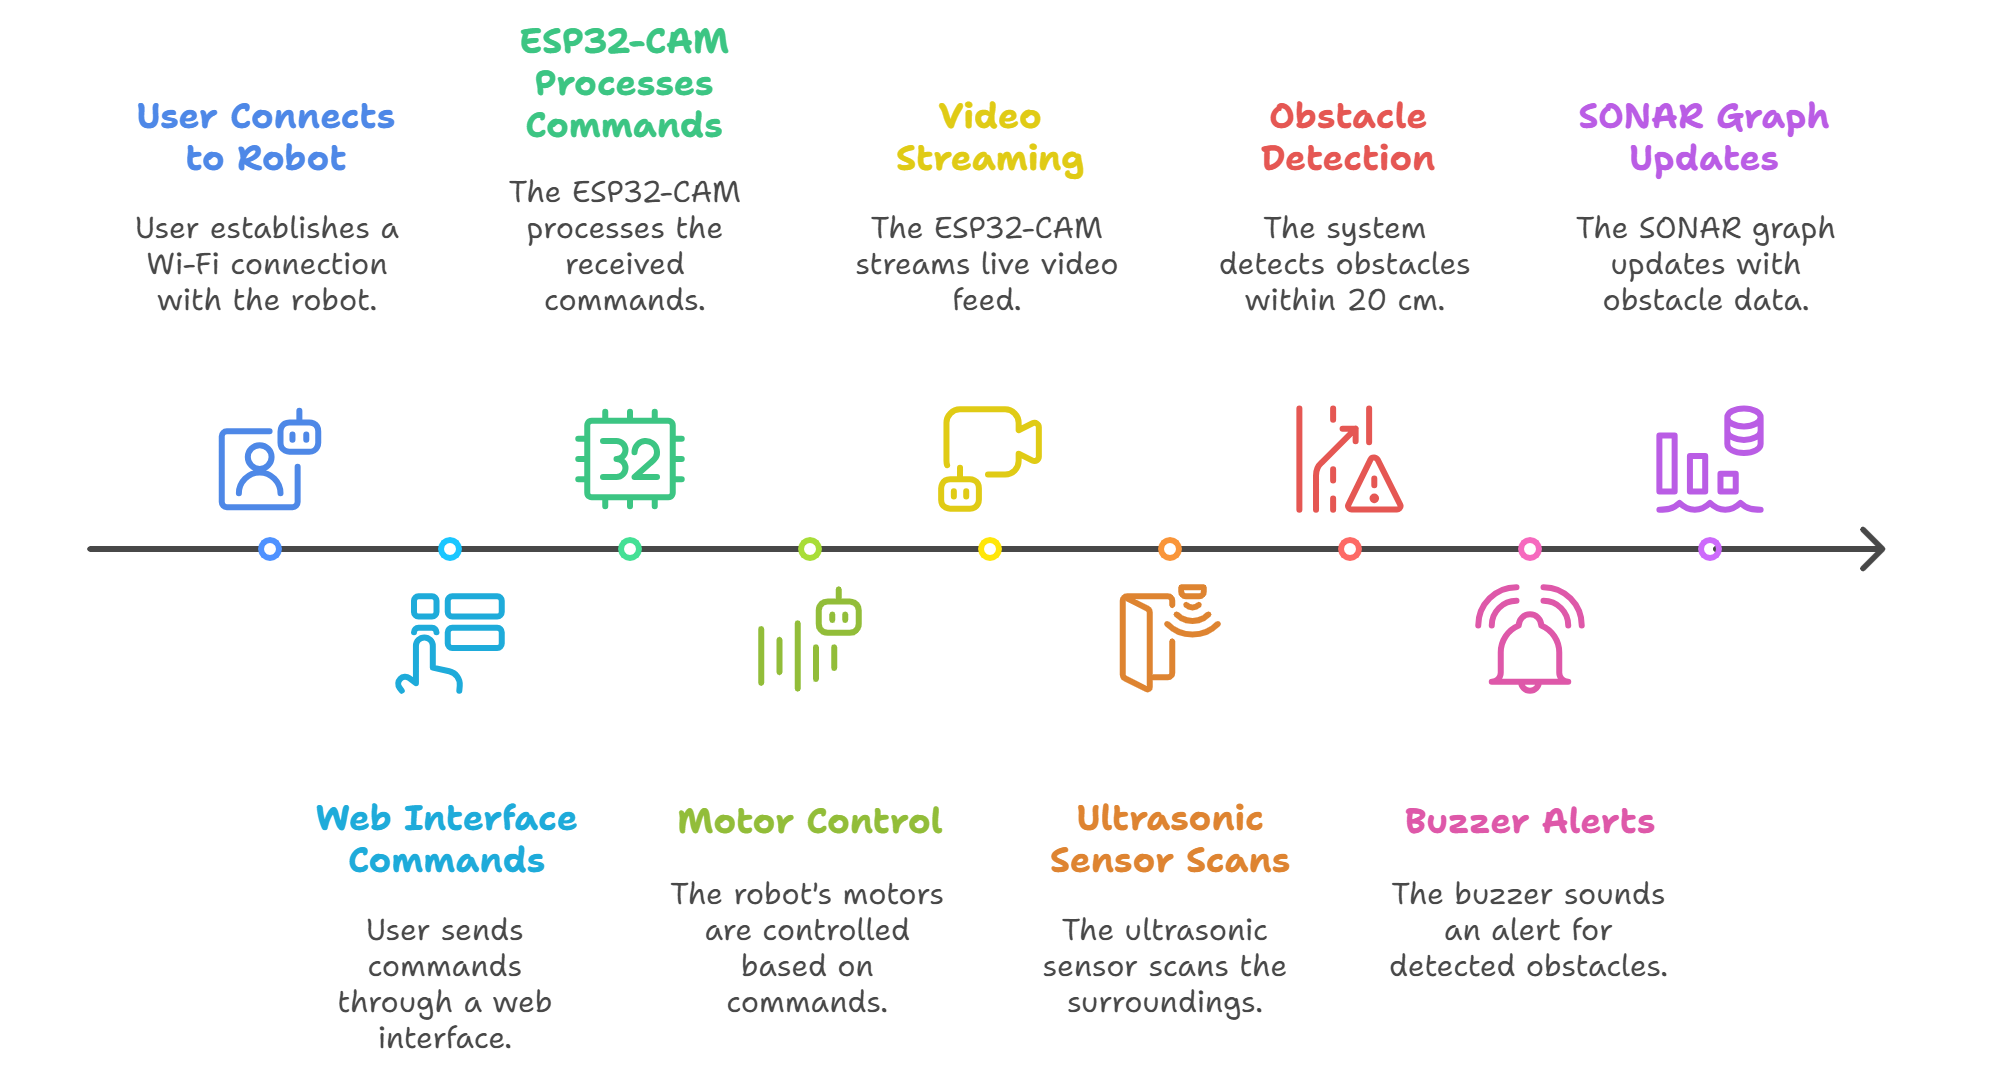 User Connects
to Robot
User establishes a
Wi-Fi connection
with the robot.
Web Interface
Commands
User sends
commands
through a web
interface.
ESP32-CAM
Processes
Commands
The ESP32-CAM
processes the
received
commands.
32
Motor Control
The robot's motors
are controlled
based on
commands.
Video
Streaming
The ESP32-CAM
streams live video
feed.
Ultrasonic
Sensor Scans
The ultrasonic
sensor scans the
surroundings.
Obstacle
Detection
The system
detects obstacles
within 20 cm.
Buzzer Alerts
The buzzer sounds
an alert for
detected obstacles.
SONAR Graph
Updates
The SONAR graph
updates with
obstacle data.